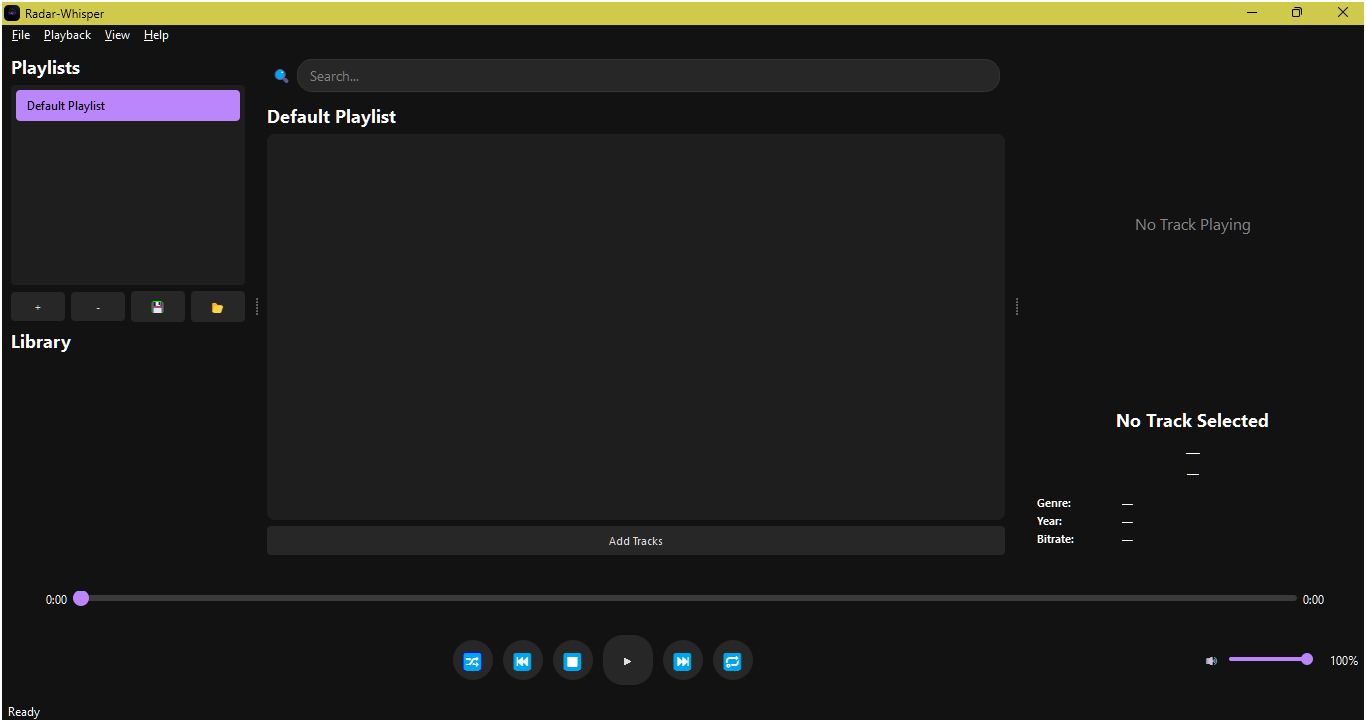 Radar-Whisper
File Playback View Help
Playlists
Default Playlist
+ -
Library
Search...
Default Playlist
Add Tracks
No Track Playing
No Track Selected
—
—
Genre: —
Year: —
Bitrate: —
0:00 0:00
100%
Ready